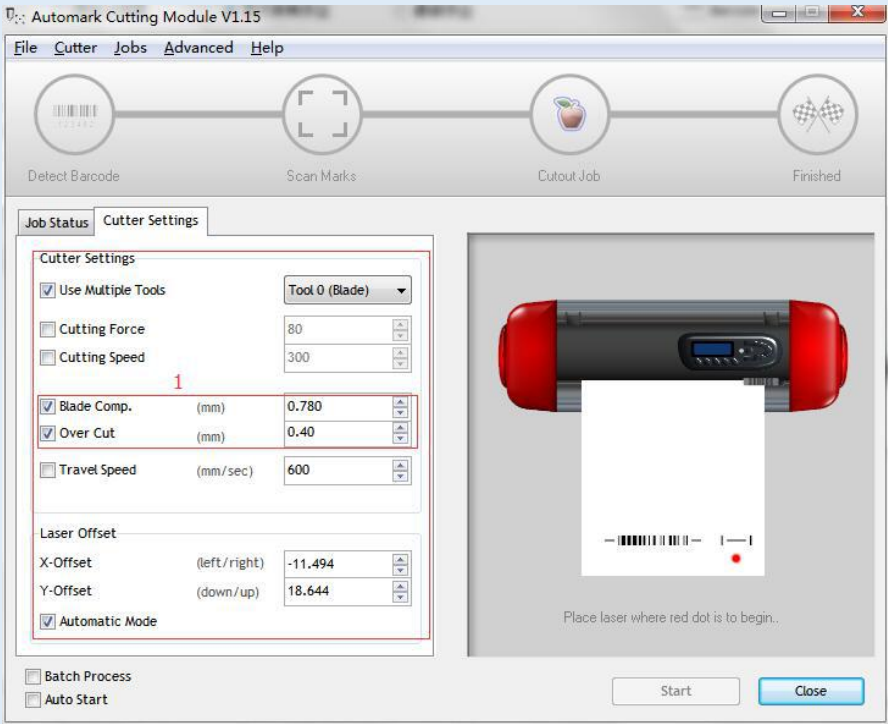 Automark Cutting Module V1.15
File Cutter Jobs Advanced Help
Detect Barcode Scan Marks Cutout Job Finished
Job Status Cutter Settings
Cutter Settings
Use Multiple Tools Tool 0 (Blade)
Cutting Force 80
Cutting Speed 300
1
Blade Comp. (mm) 0.780
Over Cut (mm) 0.40
Travel Speed (mm/sec) 600
Laser Offset
X-Offset (left/right) -11.494
Y-Offset (down/up) 18.644
Automatic Mode
Place laser where red dot is to begin..
Batch Process
Auto Start
Start Close